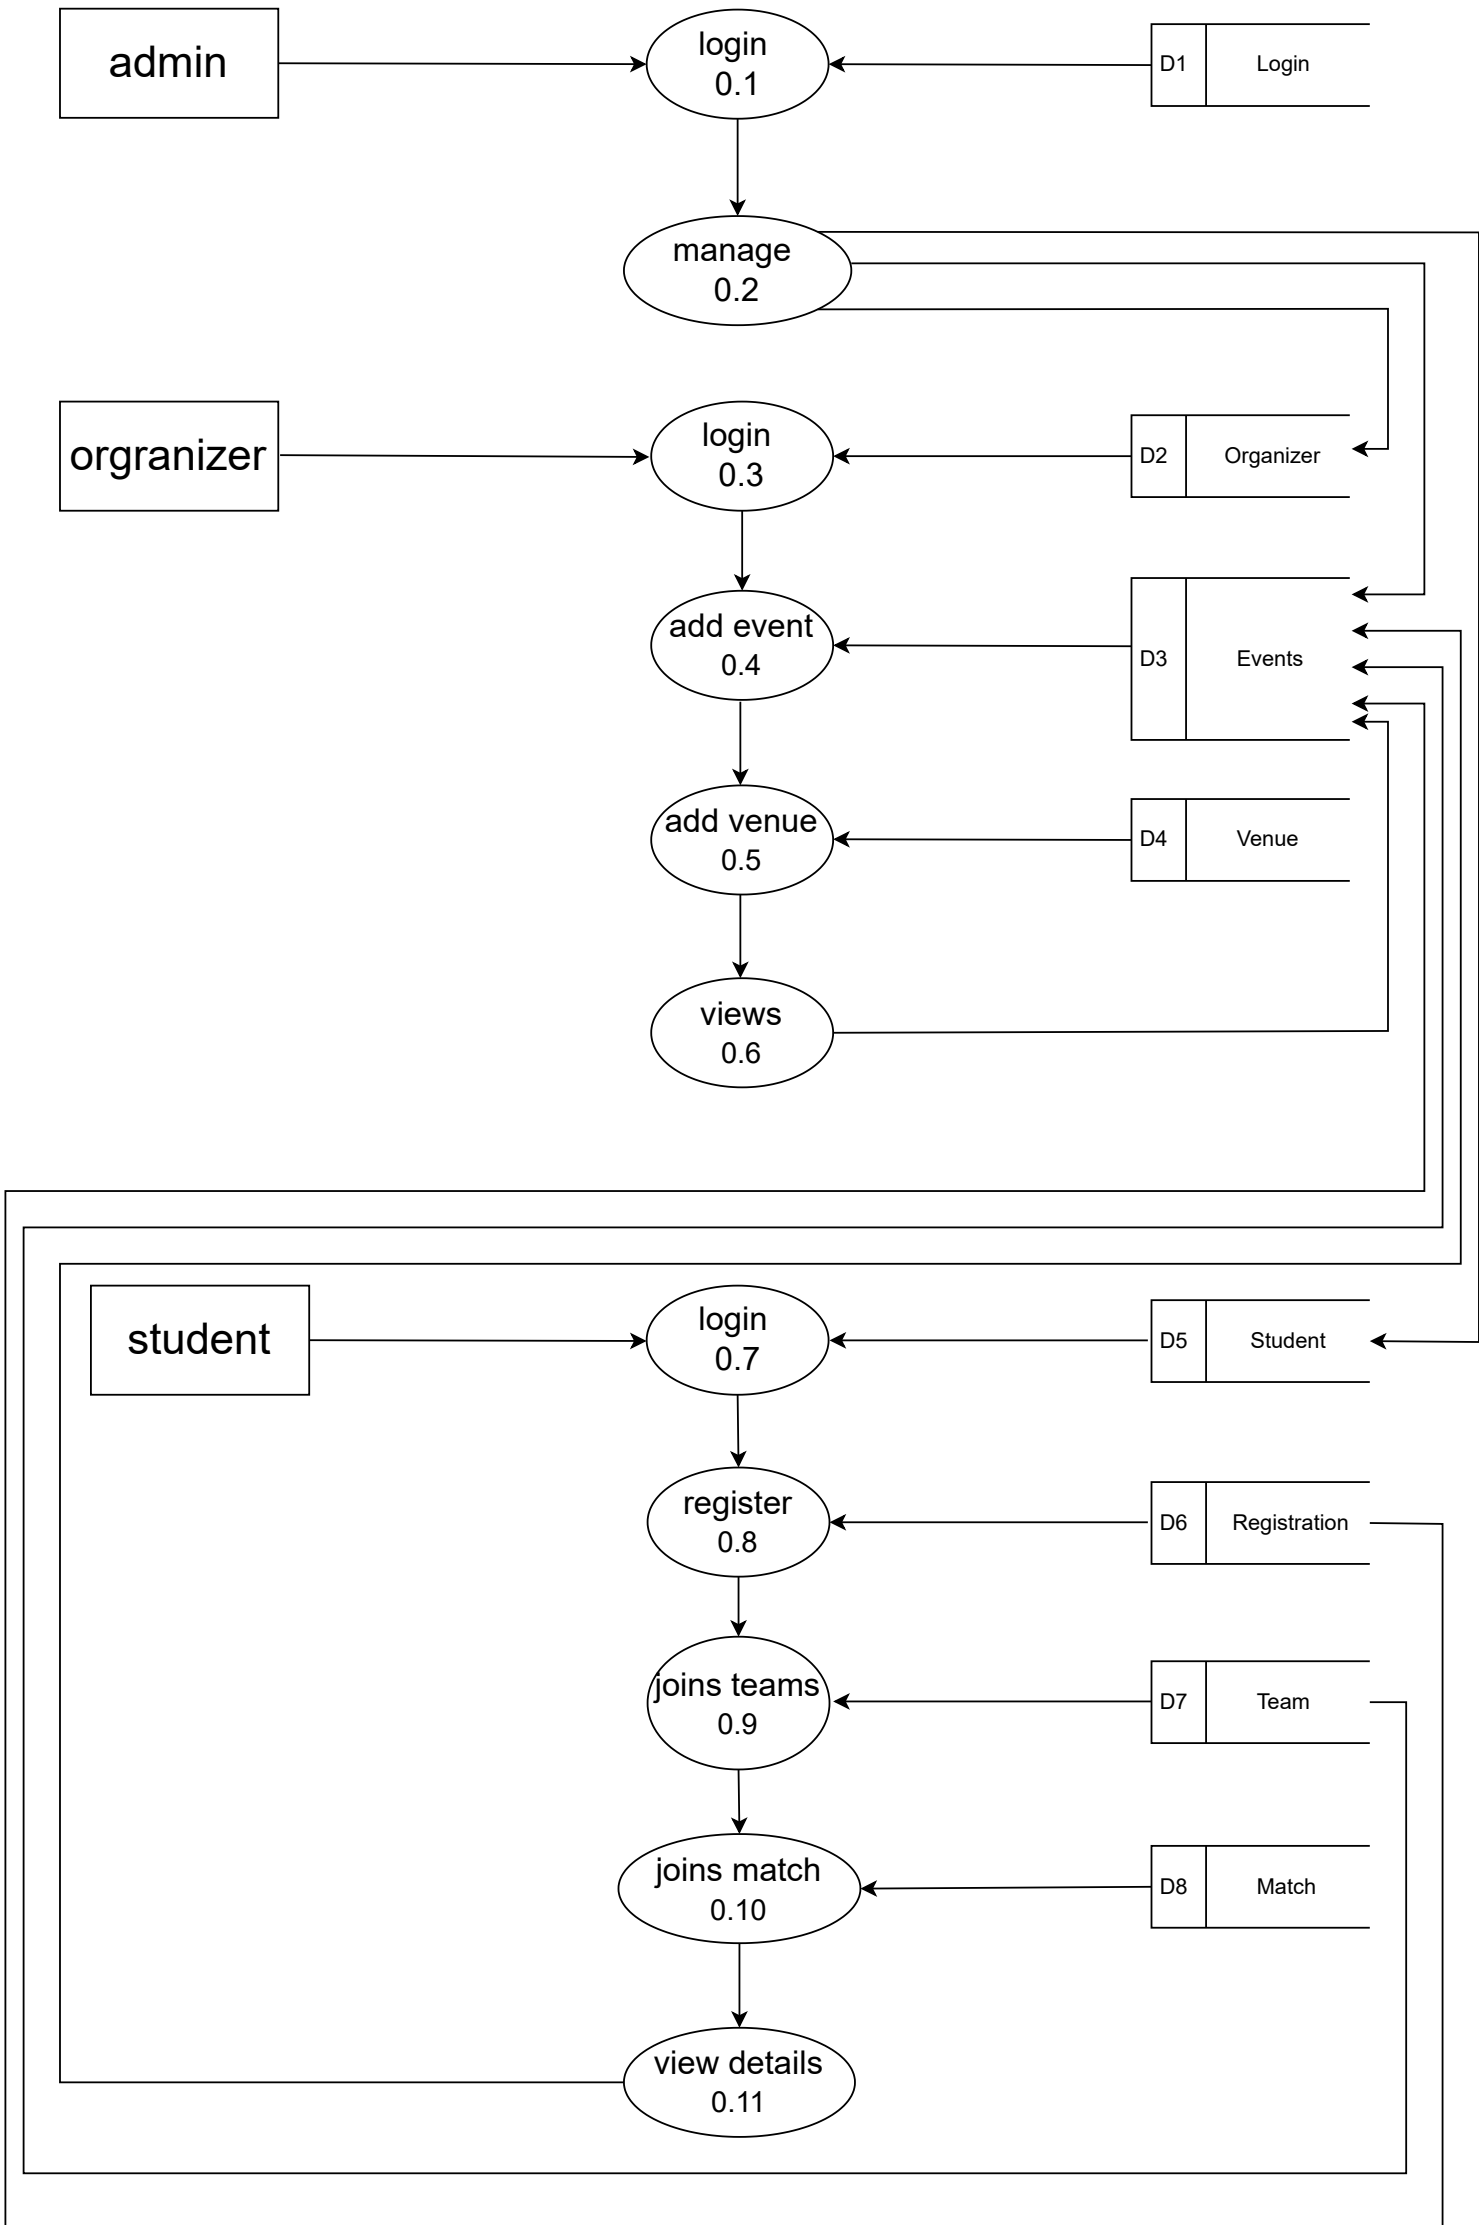 admin
login
0.1
D1
Login
manage
0.2
orgranizer
login
0.3
D2
Organizer
add event
0.4
D3
Events
add venue
0.5
D4
Venue
views
0.6
student
login
0.7
D5
Student
register
0.8
D6
Registration
joins teams
0.9
D7
Team
joins match
0.10
D8
Match
view details
0.11